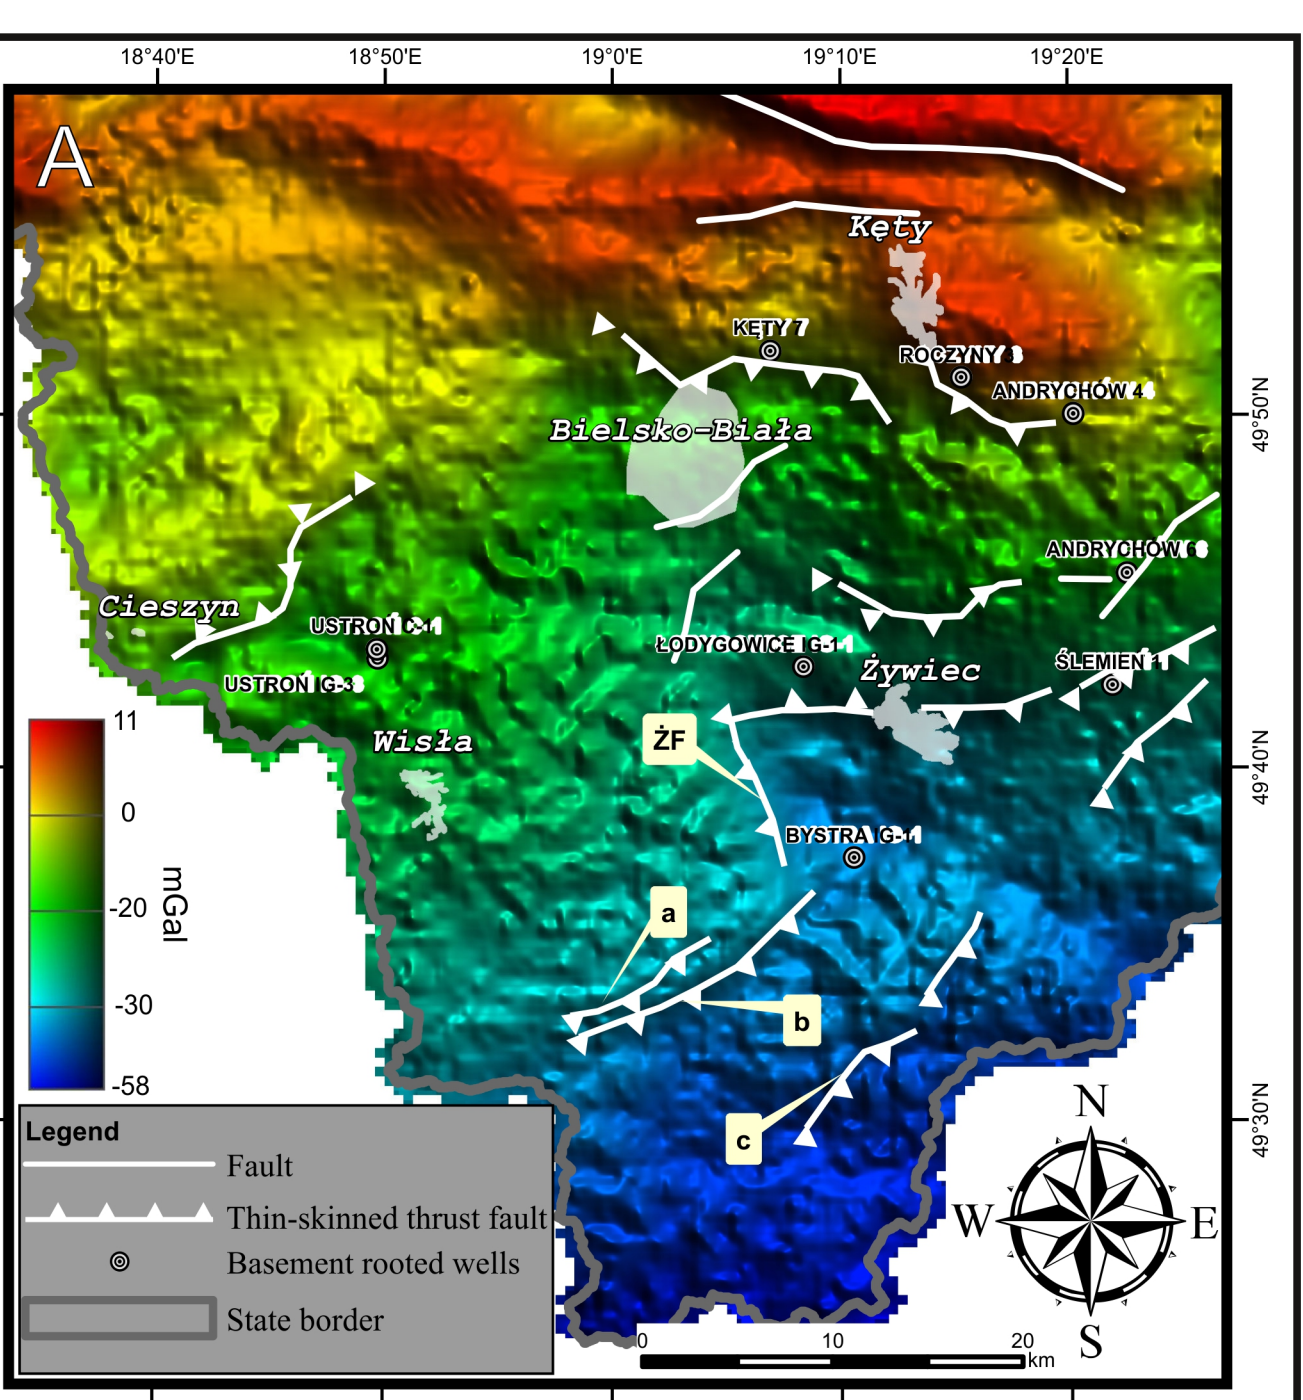 18°40'E 18°50'E 19°0'E 19°10'E 19°20'E
A
Kęty
KĘTY 7
ROCZYNY 3
ANDRYCHÓW 4
49°50'N
Bielsko-Biała
ANDRYCHÓW 6
Cieszyn
USTROŃ IG-1
ŁODYGOWICE IG-1
ŚLEMIEŃ 1
Żywiec
USTROŃ IG-3
11
Wisła
ŻF
49°40'N
0
BYSTRA IG-1
mGal
-20
a
-30
b
-58
Legend
c
49°30'N
Fault
Thin-skinned thrust fault
Basement rooted wells
State border
N
W E
S
0 10 20
km